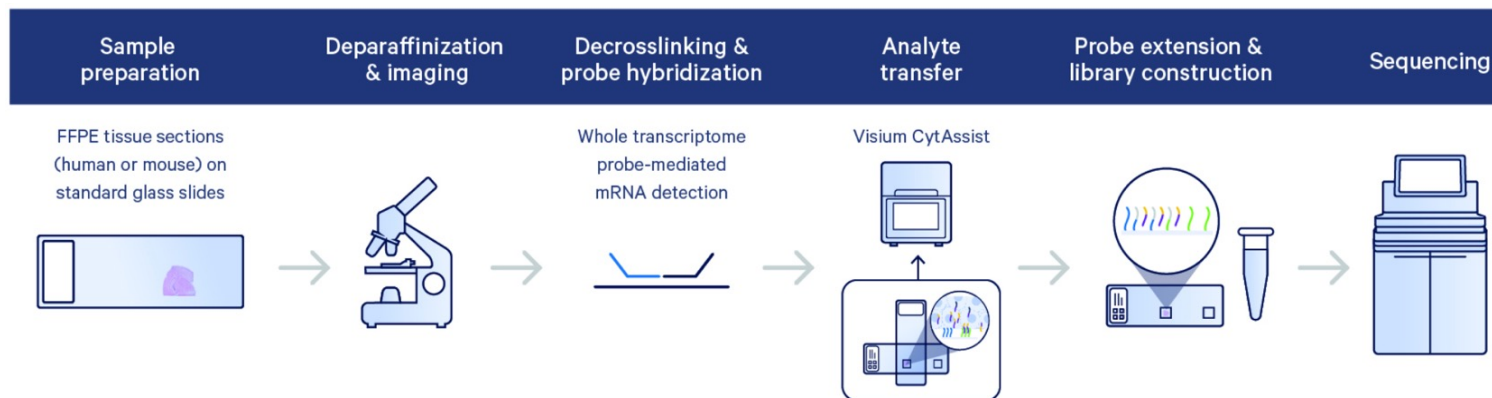 Sample
preparation
Deparaffinization
& imaging
Decrosslinking &
probe hybridization
Analyte
transfer
Probe extension &
library construction
Sequencing
FFPE tissue sections
(human or mouse) on
standard glass slides
Whole transcriptome
probe-mediated
mRNA detection
Visium CytAssist